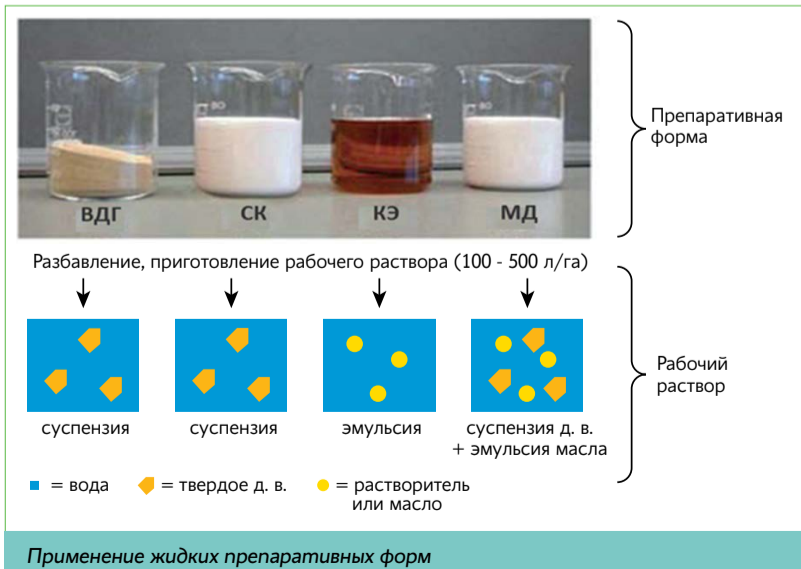 ВДГ СК КЭ МД
Препаративная
форма
Разбавление, приготовление рабочего раствора (100 - 500 л/га)
суспензия суспензия эмульсия суспензия д. в.
+ эмульсия масла
Рабочий
раствор
= вода = твердое д. в. = растворитель
или масло
Применение жидких препаративных форм